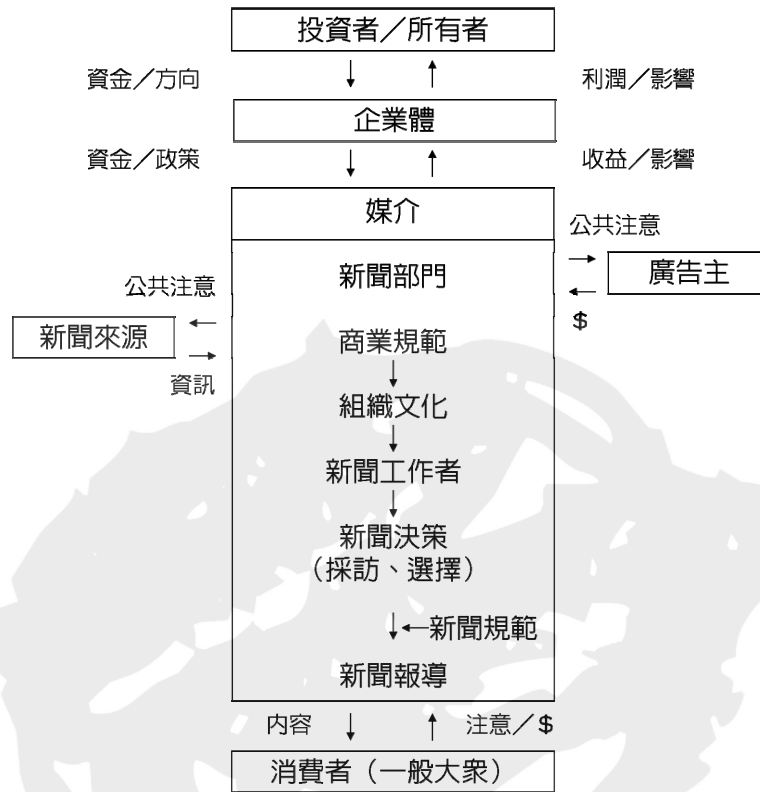 投資者／所有者
資金／方向
利潤／影響
企業體
資金／政策
收益／影響
媒介
公共注意
新聞部門
廣告主
公共注意
$
新聞來源
商業規範
資訊
組織文化
新聞工作者
新聞決策
（採訪、選擇）
新聞規範
新聞報導
內容
注意／$
消費者（一般大眾）